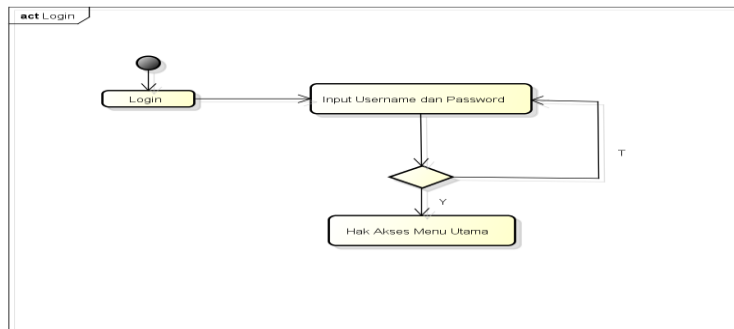 act Login
Login
Input Username dan Password
T
Y
Hak Akses Menu Utama